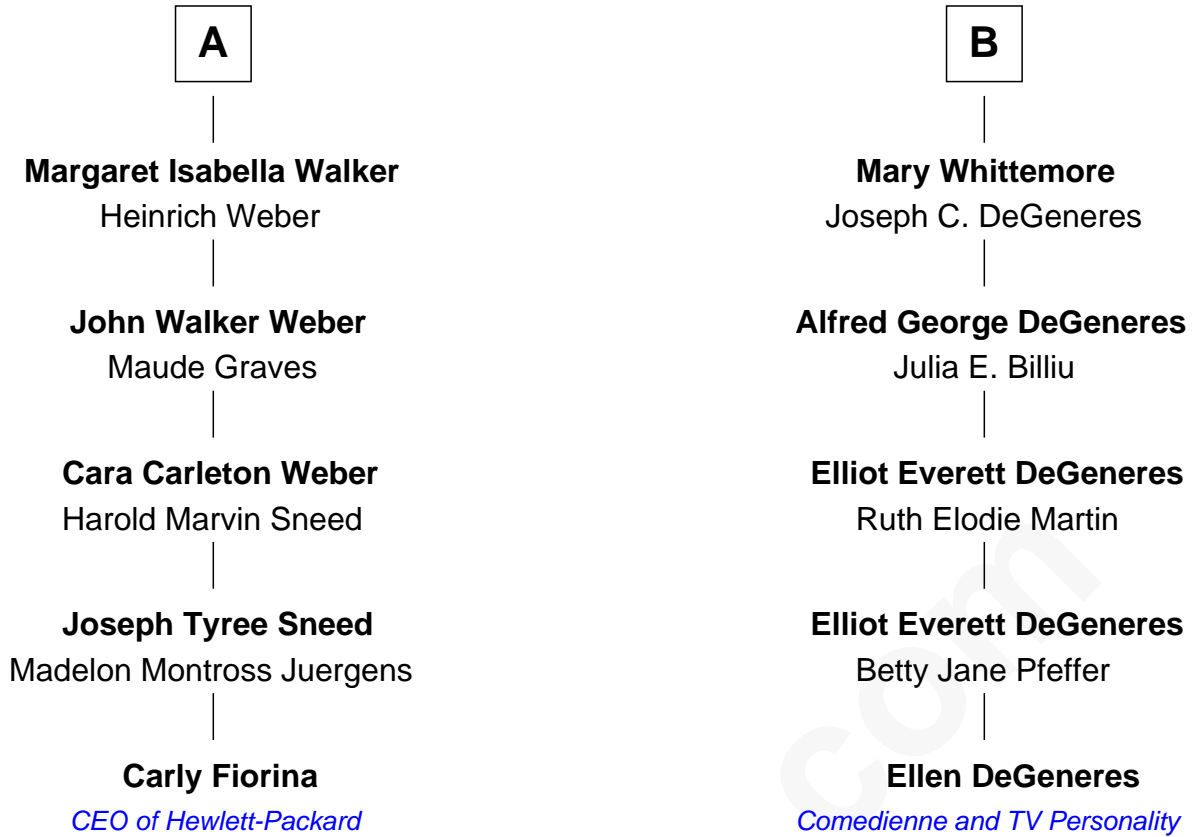 A
Margaret Isabella Walker
Heinrich Weber
John Walker Weber
Maude Graves
Cara Carleton Weber
Harold Marvin Sneed
Joseph Tyree Sneed
Madelon Montross Juergens
Carly Fiorina
CEO of Hewlett-Packard
B
Mary Whittemore
Joseph C. DeGeneres
Alfred George DeGeneres
Julia E. Billiu
Elliot Everett DeGeneres
Ruth Elodie Martin
Elliot Everett DeGeneres
Betty Jane Pfeffer
Ellen DeGeneres
Comedienne and TV Personality
com